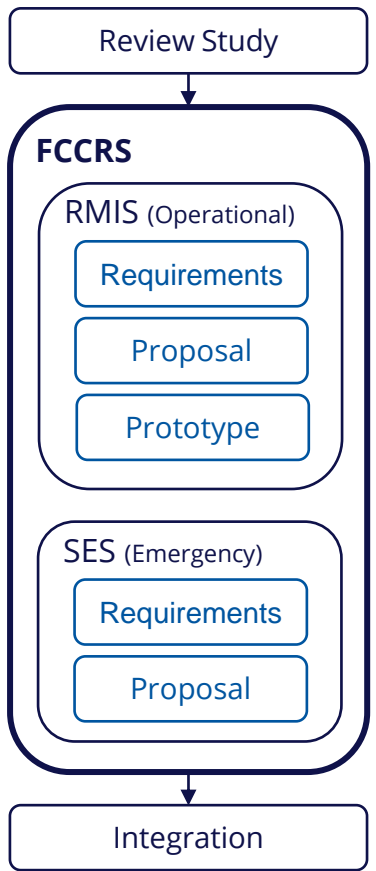 Review Study
FCCRS
RMIS (Operational)
Requirements
Proposal
Prototype
SES (Emergency)
Requirements
Proposal
Integration